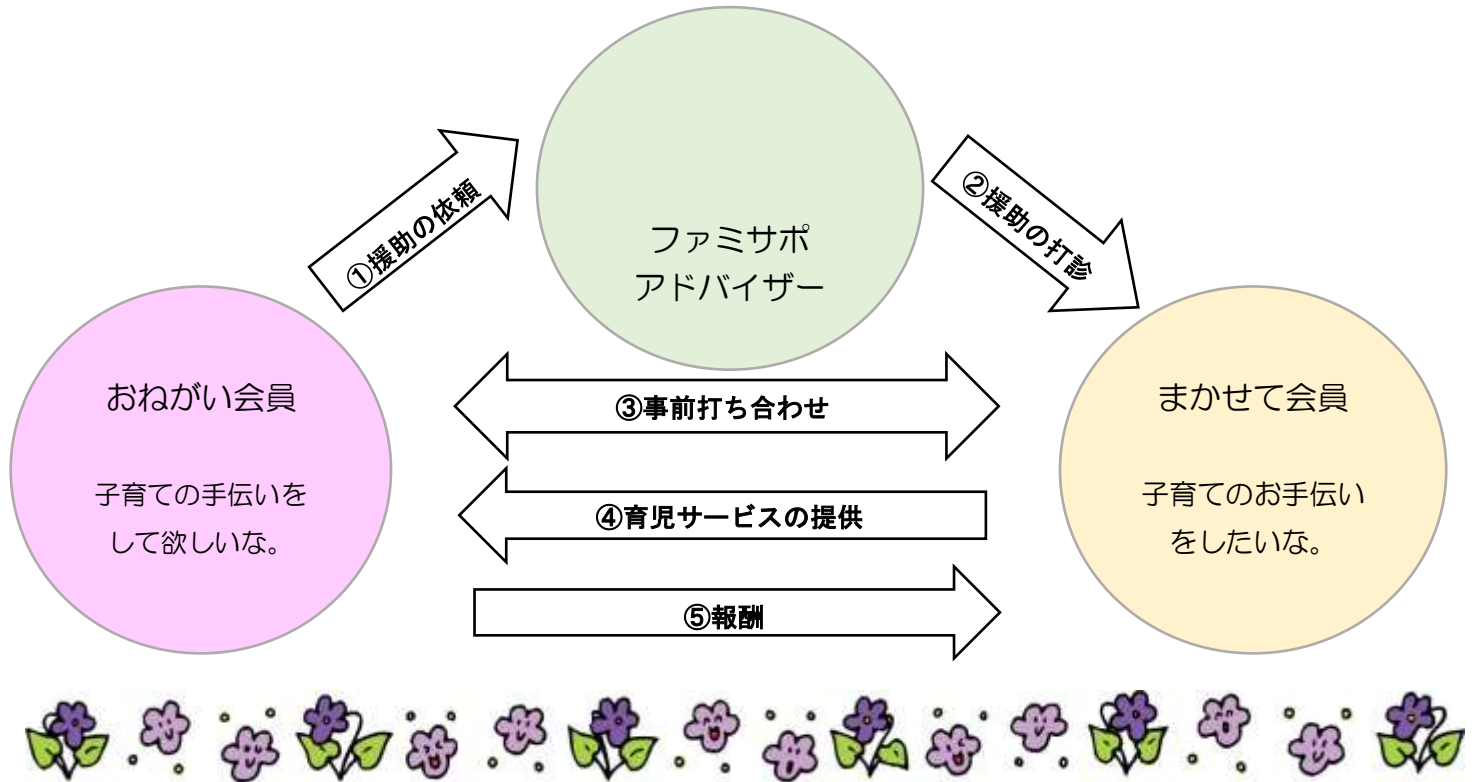 ファミサポ
アドバイザー
①援助の依頼
②援助の打診
おねがい会員
子育ての手伝いを
して欲しいな。
まかせて会員
子育てのお手伝い
をしたいな。
③事前打ち合わせ
④育児サービスの提供
⑤報酬